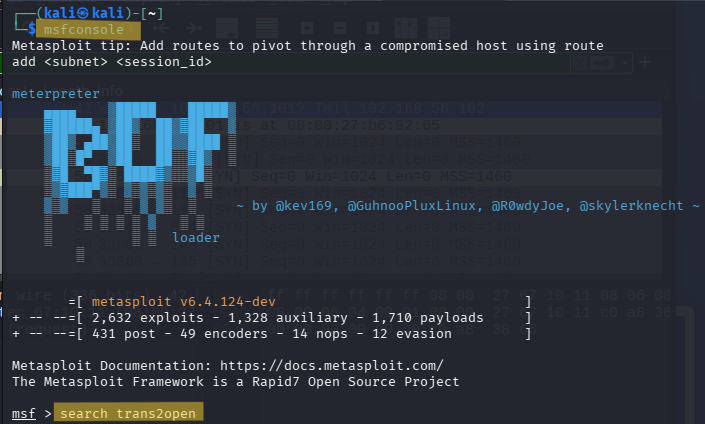 (kali㉿kali)-[~]
$ msfconsole
Metasploit tip: Add routes to pivot through a compromised host using route
add <subnet> <session_id>
meterpreter
~ by @kev169, @GuhnooPluxLinux, @R0wdyJoe, @skylerknecht ~
loader
=[ metasploit v6.4.124-dev ]
+ -- --=[ 2,632 exploits - 1,328 auxiliary - 1,710 payloads ]
+ -- --=[ 431 post - 49 encoders - 14 nops - 12 evasion ]
Metasploit Documentation: https://docs.metasploit.com/
The Metasploit Framework is a Rapid7 Open Source Project
msf > search trans2open